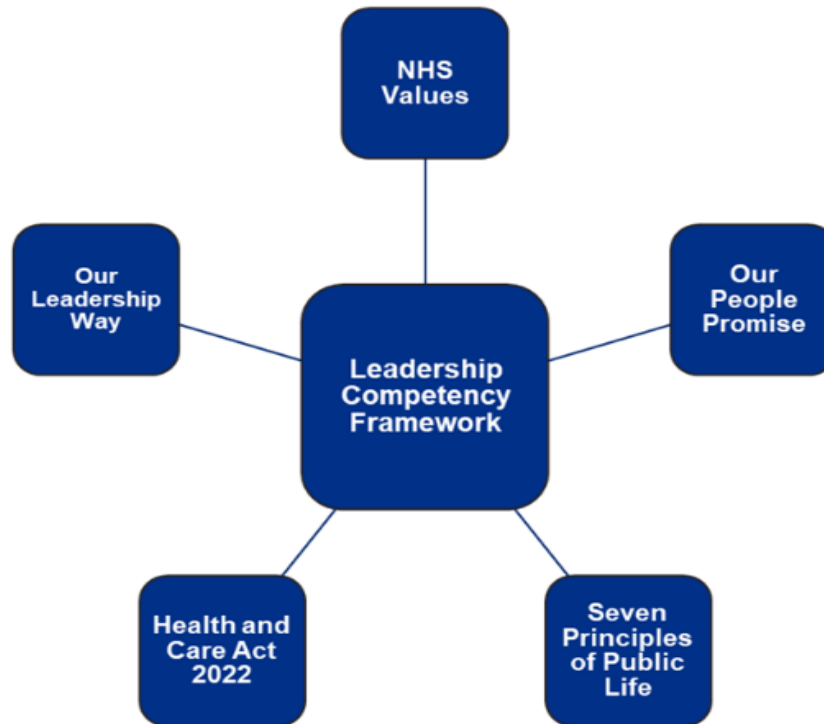 NHS
Values
Our
Leadership
Way
Our
People
Promise
Leadership
Competency
Framework
Health and
Care Act
2022
Seven
Principles
of Public
Life